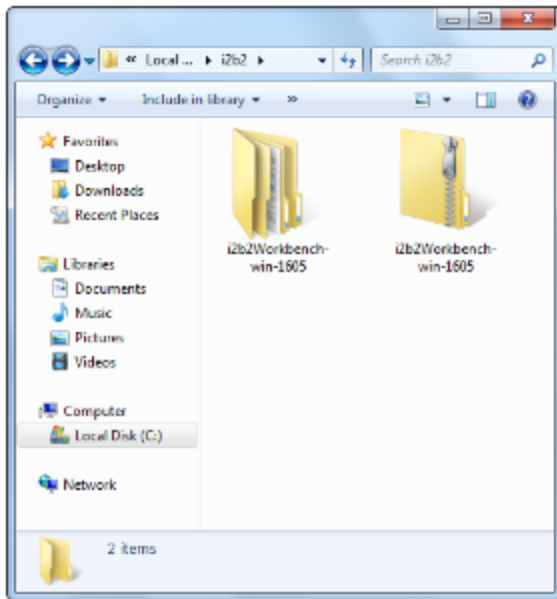 « Local ... ▸ i2b2 ▸
Search i2b2
Organize ▾ Include in library ▾ »
Favorites
Desktop
Downloads
Recent Places
Libraries
Documents
Music
Pictures
Videos
Computer
Local Disk (C:)
Network
i2b2Workbench-
win-1605
i2b2Workbench-
win-1605
2 items